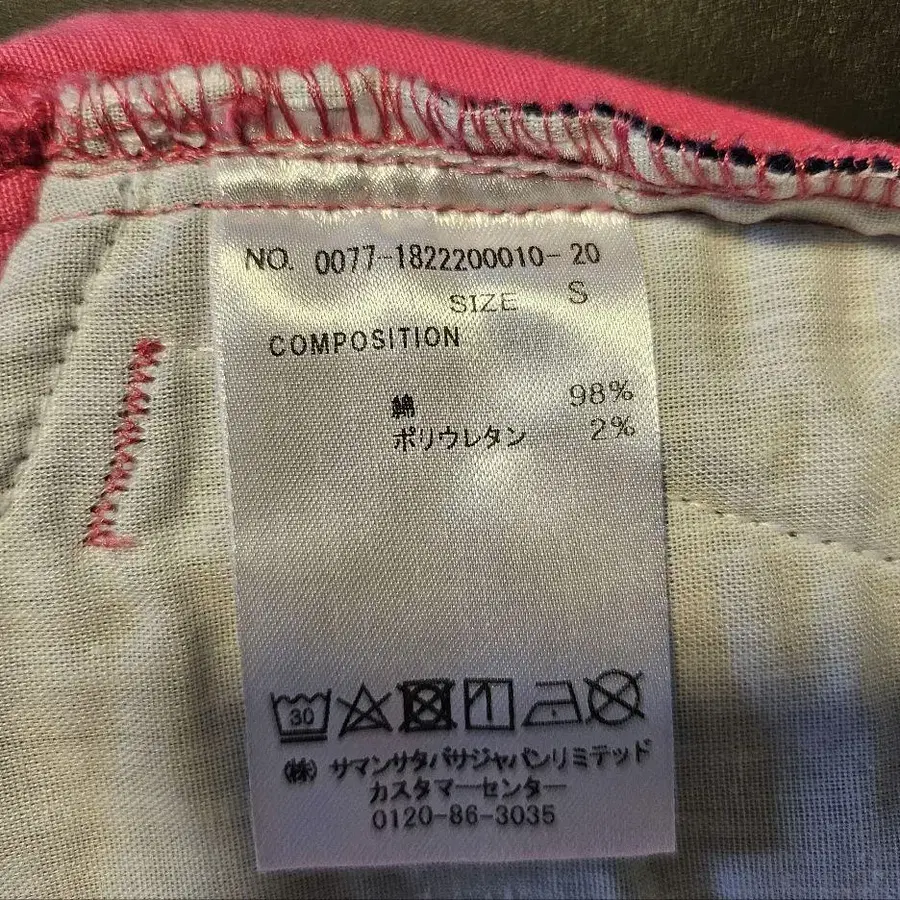 NO. 0077-1822200010-20
SIZE S
COMPOSITION
綿 98%
ポリウレタン 2%
30
(株) サマンサタバサジャパンリミテッド
カスタマーセンター
0120-86-3035